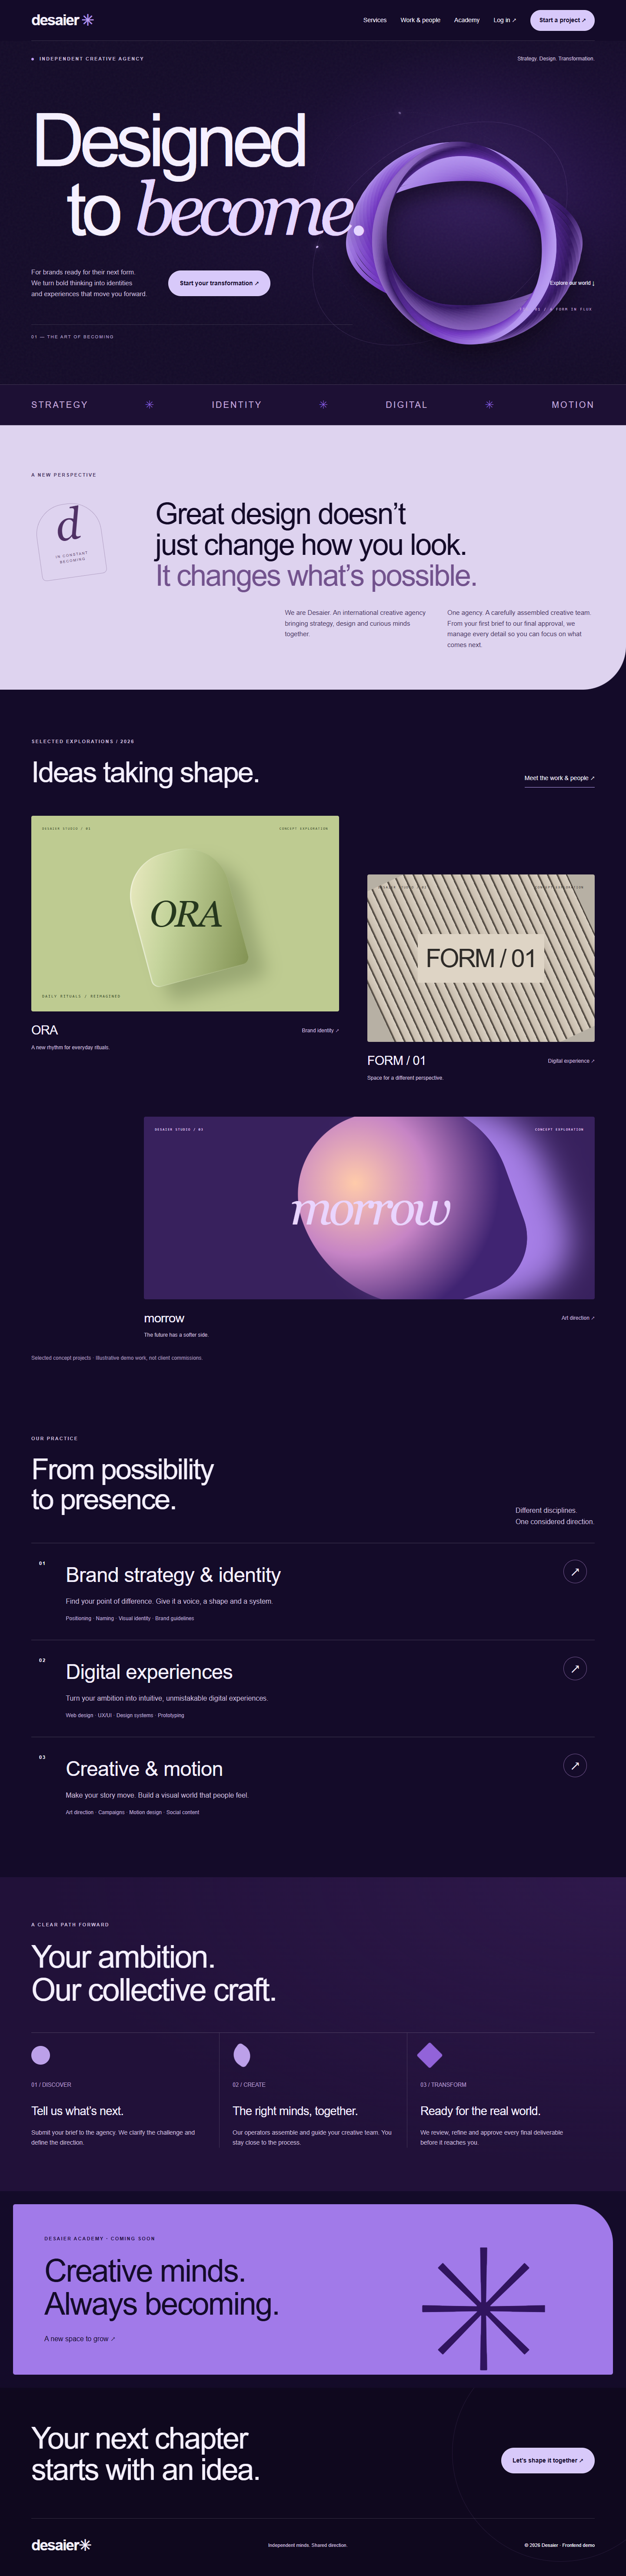 desaier
Services Work & people Academy Log in ↗ Start a project ↗
INDEPENDENT CREATIVE AGENCY
Strategy. Design. Transformation.
Designed
to become.
For brands ready for their next form.
We turn bold thinking into identities
and experiences that move you forward.
Start your transformation ↗
Explore our world ↓
/ A FORM IN FLUX
01 — THE ART OF BECOMING
STRATEGY ✳ IDENTITY ✳ DIGITAL ✳ MOTION
A NEW PERSPECTIVE
d
IN CONSTANT
BECOMING
Great design doesn’t
just change how you look.
It changes what’s possible.
We are Desaier. An international creative agency
bringing strategy, design and curious minds
together.
One agency. A carefully assembled creative team.
From your first brief to our final approval, we
manage every detail so you can focus on what
comes next.
SELECTED EXPLORATIONS / 2026
Ideas taking shape.
Meet the work & people ↗
DESAIER STUDIO / 01
CONCEPT EXPLORATION
ORA
DAILY RITUALS / REIMAGINED
ORA
Brand identity ↗
A new rhythm for everyday rituals.
CONCEPT EXPLORATION
FORM / 01
FORM / 01
Digital experience ↗
Space for a different perspective.
DESAIER STUDIO / 03
CONCEPT EXPLORATION
morrow
morrow
Art direction ↗
The future has a softer side.
Selected concept projects · Illustrative demo work, not client commissions.
OUR PRACTICE
From possibility
to presence.
Different disciplines.
One considered direction.
01
Brand strategy & identity
↗
Find your point of difference. Give it a voice, a shape and a system.
Positioning · Naming · Visual identity · Brand guidelines
02
Digital experiences
↗
Turn your ambition into intuitive, unmistakable digital experiences.
Web design · UX/UI · Design systems · Prototyping
03
Creative & motion
↗
Make your story move. Build a visual world that people feel.
Art direction · Campaigns · Motion design · Social content
A CLEAR PATH FORWARD
Your ambition.
Our collective craft.
01 / DISCOVER
Tell us what’s next.
Submit your brief to the agency. We clarify the challenge and
define the direction.
02 / CREATE
The right minds, together.
Our operators assemble and guide your creative team. You
stay close to the process.
03 / TRANSFORM
Ready for the real world.
We review, refine and approve every final deliverable
before it reaches you.
DESAIER ACADEMY · COMING SOON
Creative minds.
Always becoming.
A new space to grow ↗
Your next chapter
starts with an idea.
Let’s shape it together ↗
desaier
Independent minds. Shared direction.
© 2026 Desaier · Frontend demo